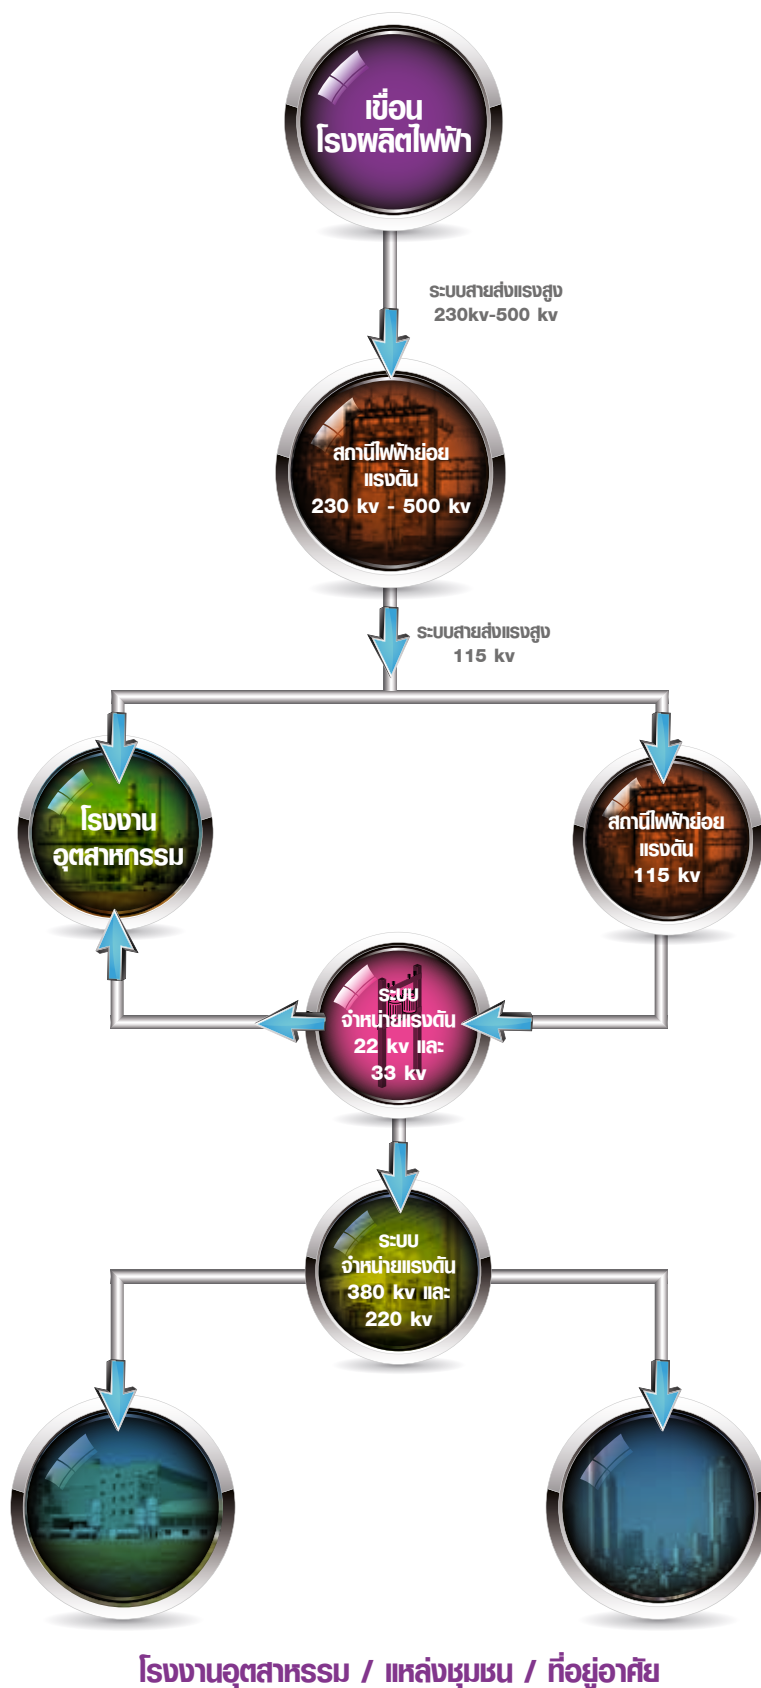 เขื่อน
โรงผลิตไฟฟ้า
ระบบสายส่งแรงสูง
230kv-500 kv
สถานีไฟฟ้าย่อย
แรงดัน
230 kv - 500 kv
ระบบสายส่งแรงสูง
115 kv
โรงงาน
อุตสาหกรรม
สถานีไฟฟ้าย่อย
แรงดัน
115 kv
ระบบ
จำหน่ายแรงดัน
22 kv และ
33 kv
ระบบ
จำหน่ายแรงดัน
380 kv และ
220 kv
โรงงานอุตสาหรรม / แหล่งชุมชน / ที่อยู่อาศัย